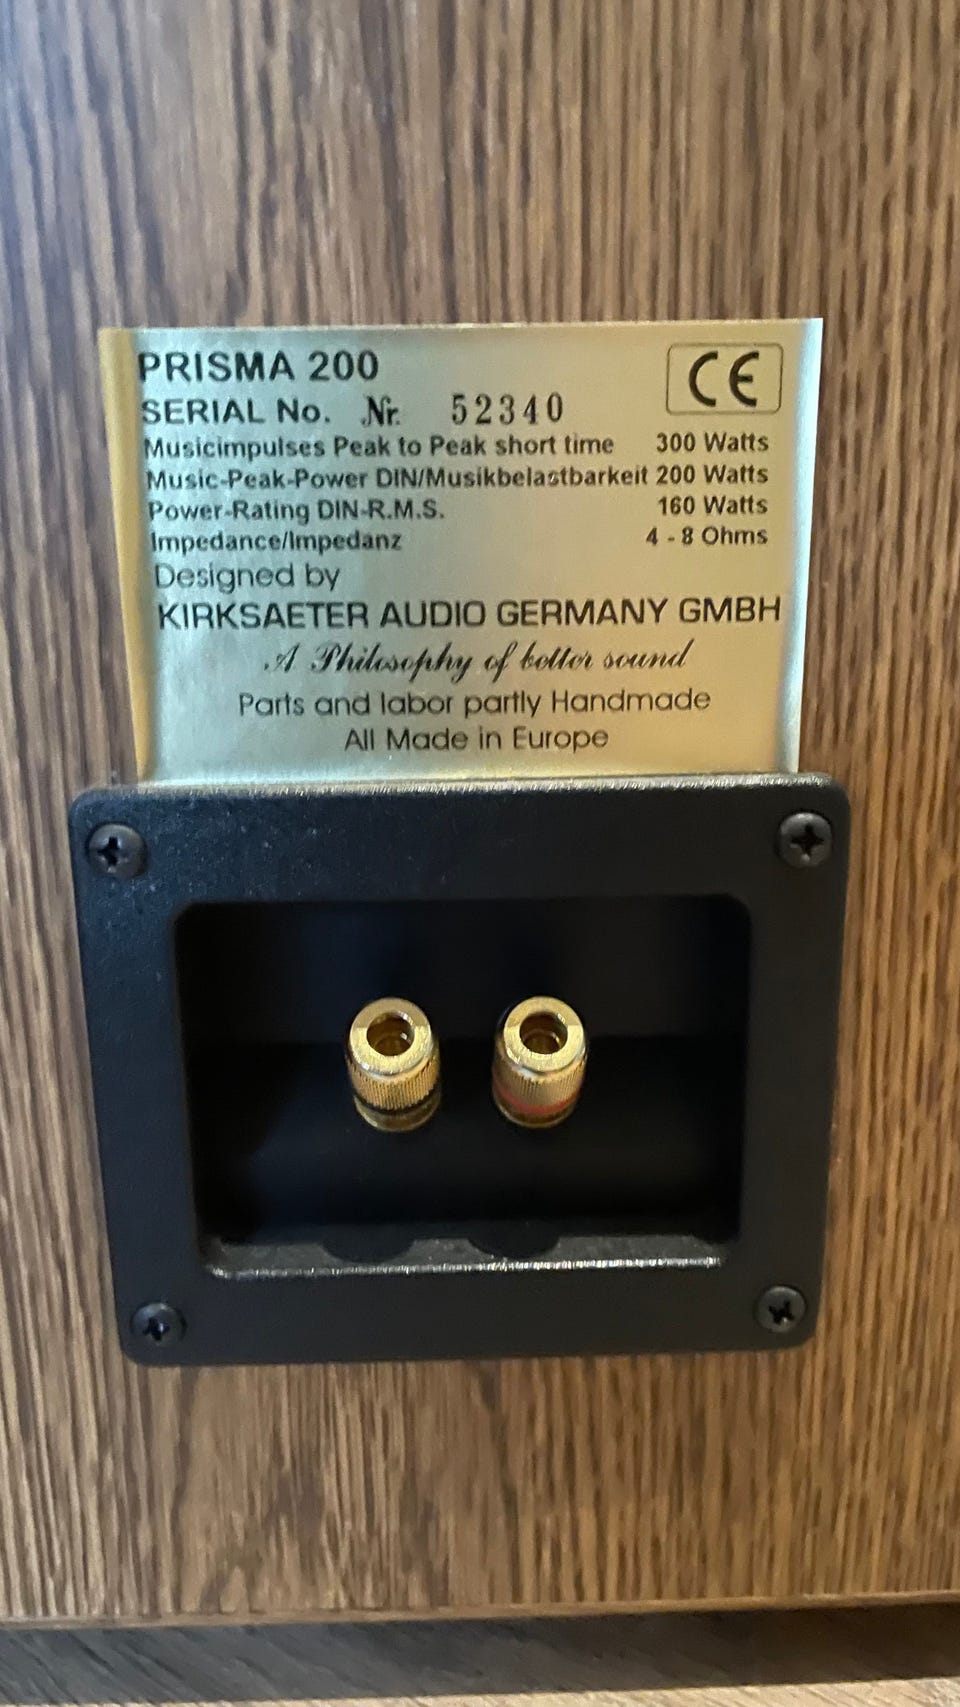 PRISMA 200
CE
SERIAL No. Nr. 52340
Musicimpulses Peak to Peak short time 300 Watts
Music-Peak-Power DIN/Musikbelastbarkeit 200 Watts
Power-Rating DIN-R.M.S. 160 Watts
Impedance/Impedanz 4 - 8 Ohms
Designed by
KIRKSAETER AUDIO GERMANY GMBH
A Philosophy of better sound
Parts and labor partly Handmade
All Made in Europe